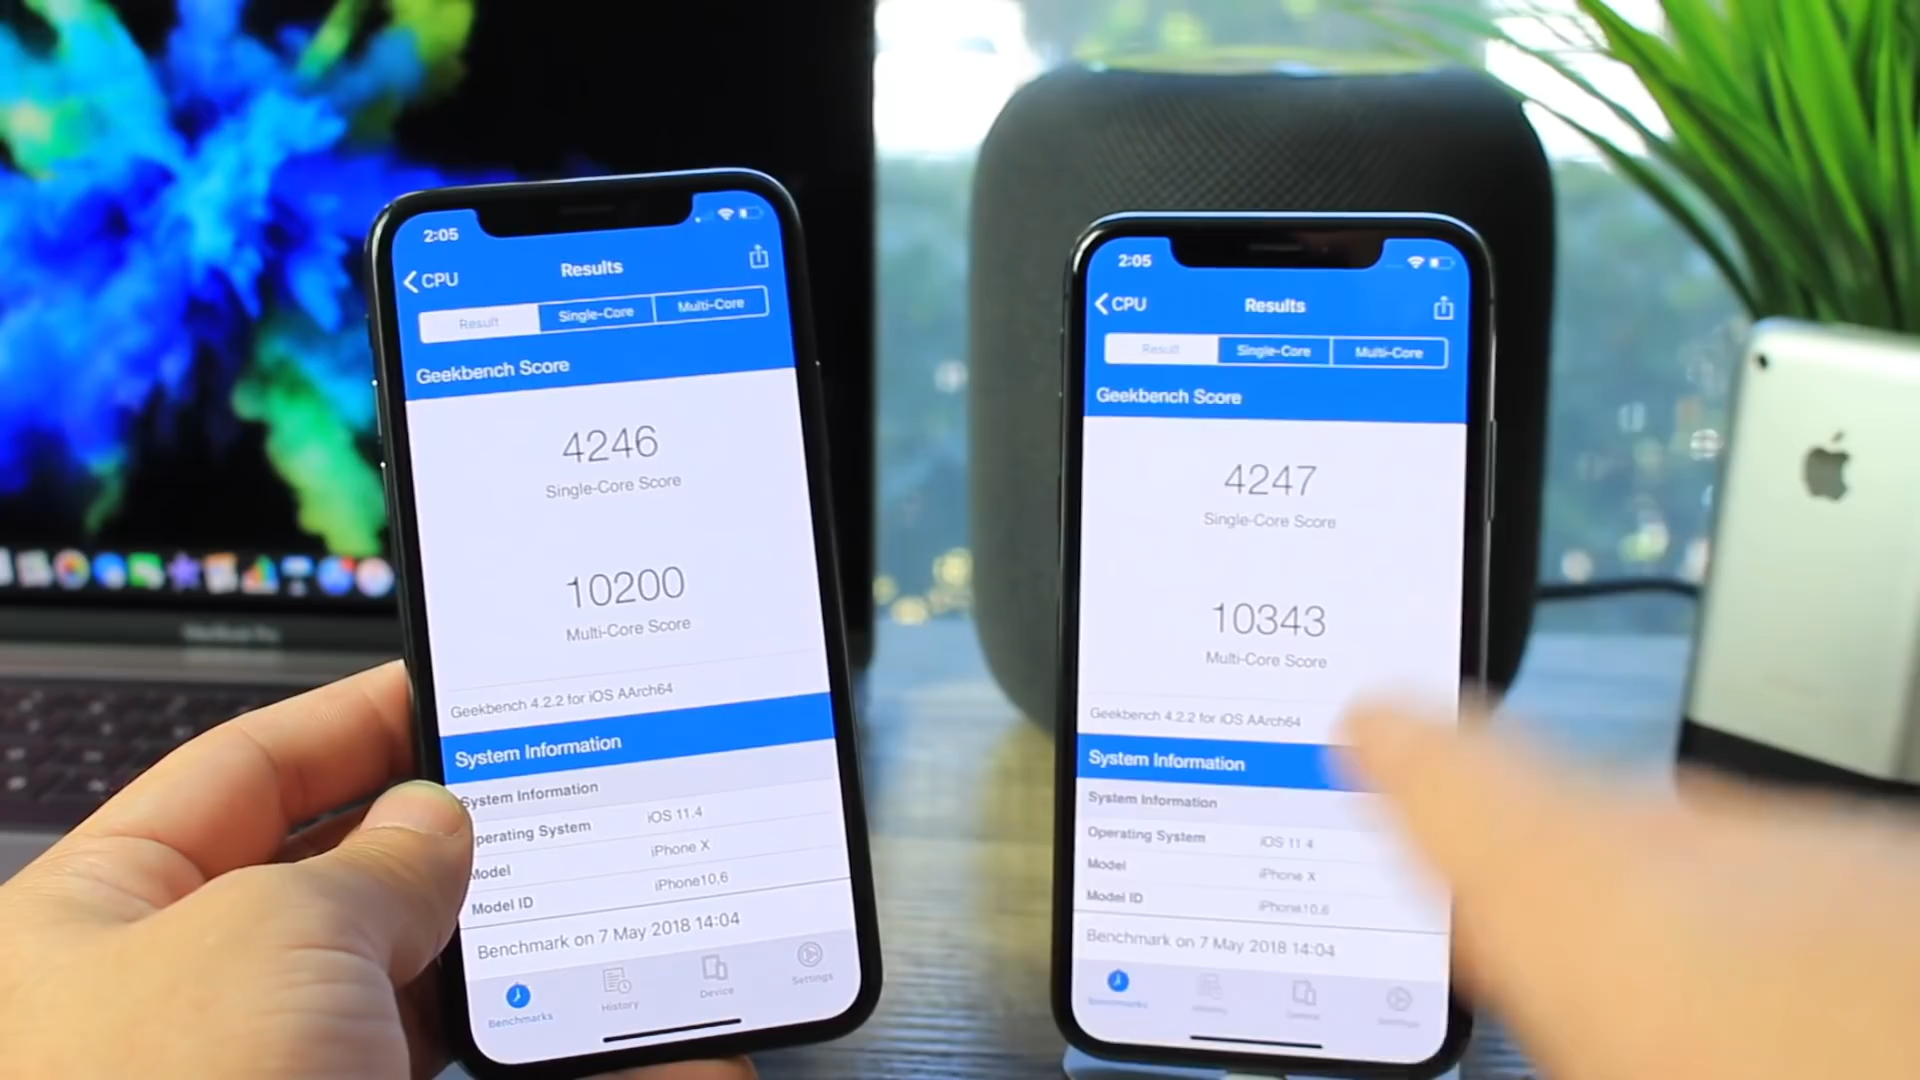 2:05
CPU
Results
Result
Single-Core
Multi-Core
Geekbench Score
4246
Single-Core Score
10200
Multi-Core Score
Geekbench 4.2.2 for iOS AArch64
System Information
System Information
perating System
iOS 11.4
Model
iPhone X
Model ID
iPhone10,6
Benchmark on 7 May 2018 14:04
Benchmarks
History
Device
Settings
2:05
CPU
Results
Result
Single-Core
Multi-Core
Geekbench Score
4247
Single-Core Score
10343
Multi-Core Score
Geekbench 4.2.2 for iOS AArch64
System Information
System Information
Operating System
iOS 11.4
Model
iPhone X
Model ID
iPhone10,6
Benchmark on 7 May 2018 14:04
Benchmarks
MacBook Pro